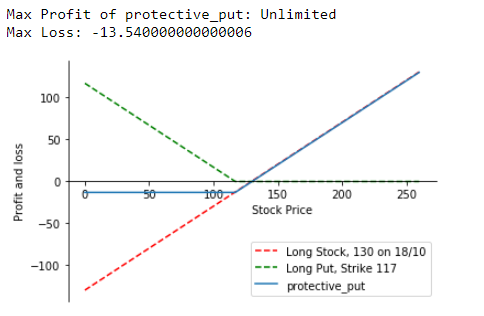 Max Profit of protective_put: Unlimited
Max Loss: -13.540000000000006
100
50
0
−50
−100
0
50
100
150
200
250
Profit and loss
Stock Price
Long Stock, 130 on 18/10
Long Put, Strike 117
protective_put